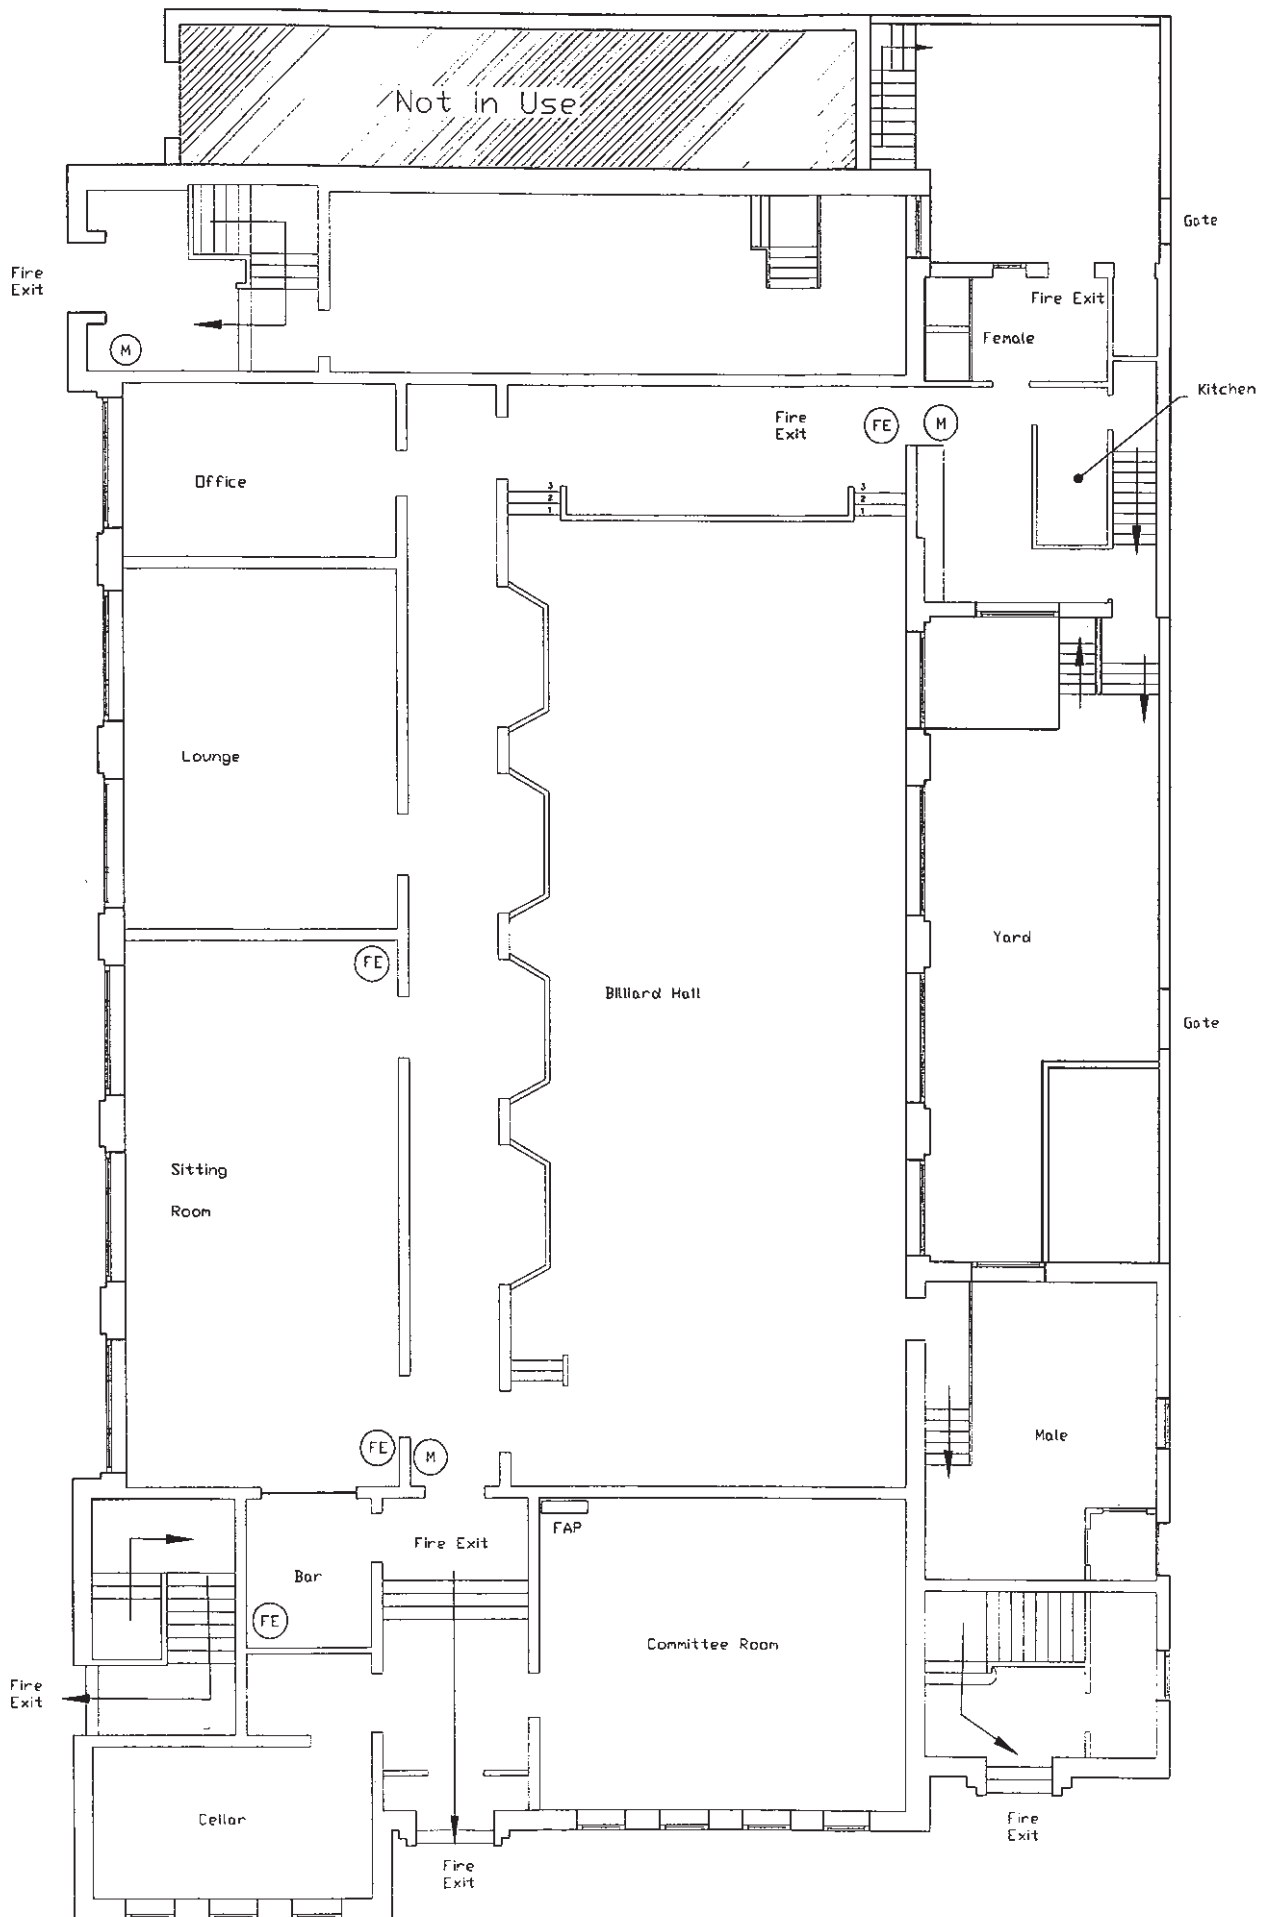 Not in Use
Gate
Fire
Exit
Fire Exit
Female
M
Kitchen
Fire
Exit
FE
M
Office
3
2
1
3
2
1
Lounge
Yard
FE
Billiard Hall
Gate
Sitting
Room
Male
FE
M
FAP
Fire Exit
Bar
FE
Committee Room
Fire
Exit
Cellar
Fire
Exit
Fire
Exit